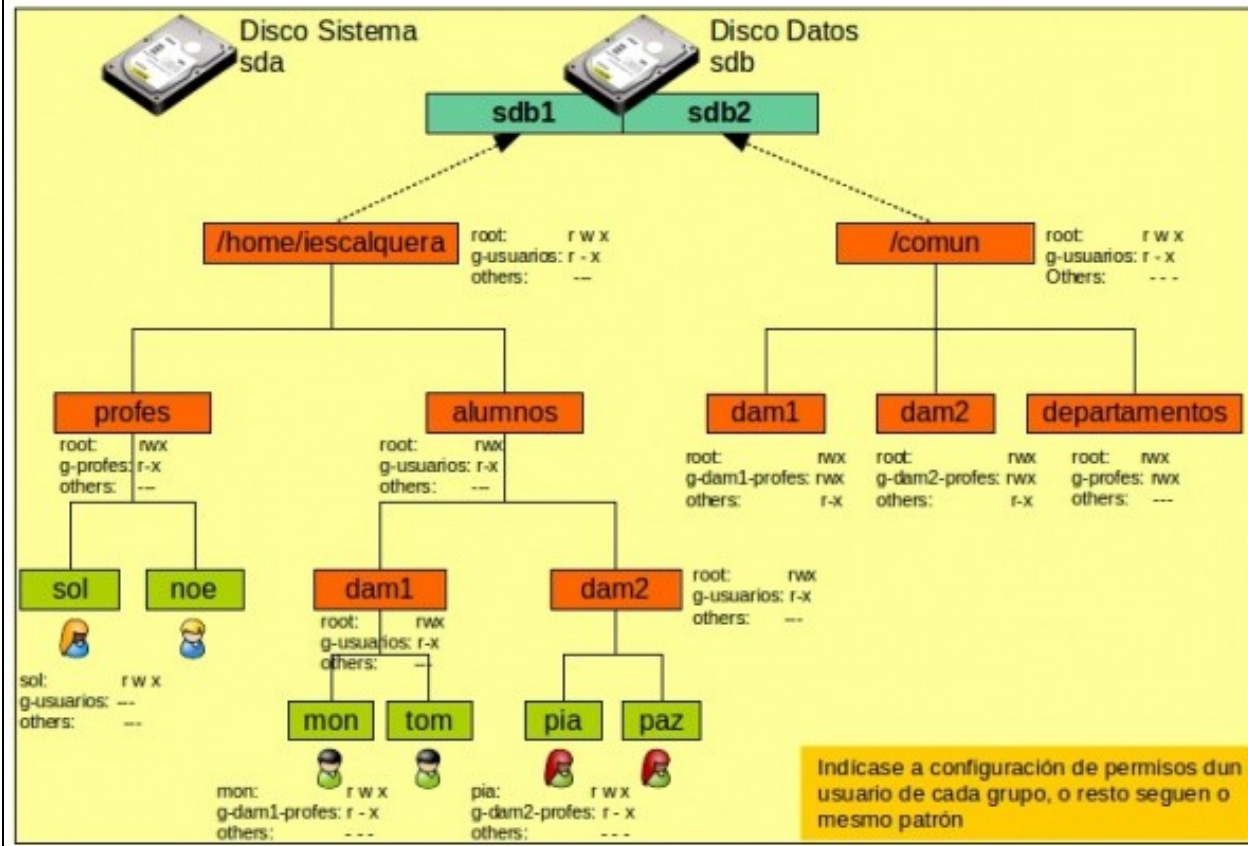 Disco Sistema
sda
Disco Datos
sdb
sdb1
sdb2
/home/iescalquera
root: r w x
g-usuarios: r - x
others: ---
/comun
root: r w x
g-usuarios: r - x
Others: - - -
profes
root: rwx
g-profes: r-x
others: ---
alumnos
root: rwx
g-usuarios: r-x
others: ---
dam1
root: rwx
g-dam1-profes: rwx
others: r-x
dam2
root: rwx
g-dam2-profes: rwx
others: r-x
departamentos
root: rwx
g-profes: rwx
others: ---
sol
noe
sol: r w x
g-usuarios: ---
others: ---
dam1
root: rwx
g-usuarios: r-x
others: ---
dam2
root: rwx
g-usuarios: r-x
others: ---
mon
tom
mon: r w x
g-dam1-profes: r - x
others: - - -
pia
paz
pia: r w x
g-dam2-profes: r - x
others: - - -
Indícase a configuración de permisos dun
usuario de cada grupo, o resto seguen o
mesmo patrón